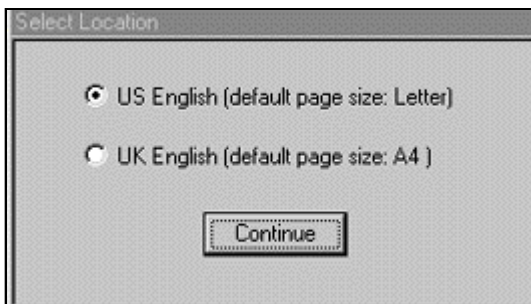 Select Location
US English (default page size: Letter)
UK English (default page size: A4 )
Continue